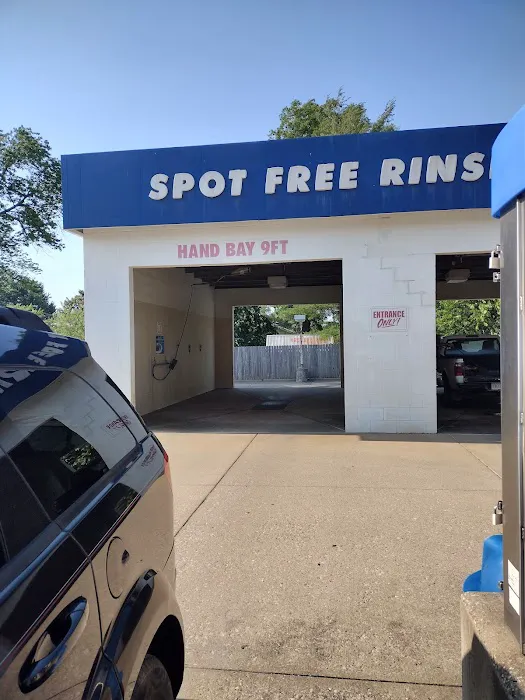 SPOT FREE RINS
HAND BAY 9FT
ENTRANCE
ONLY!